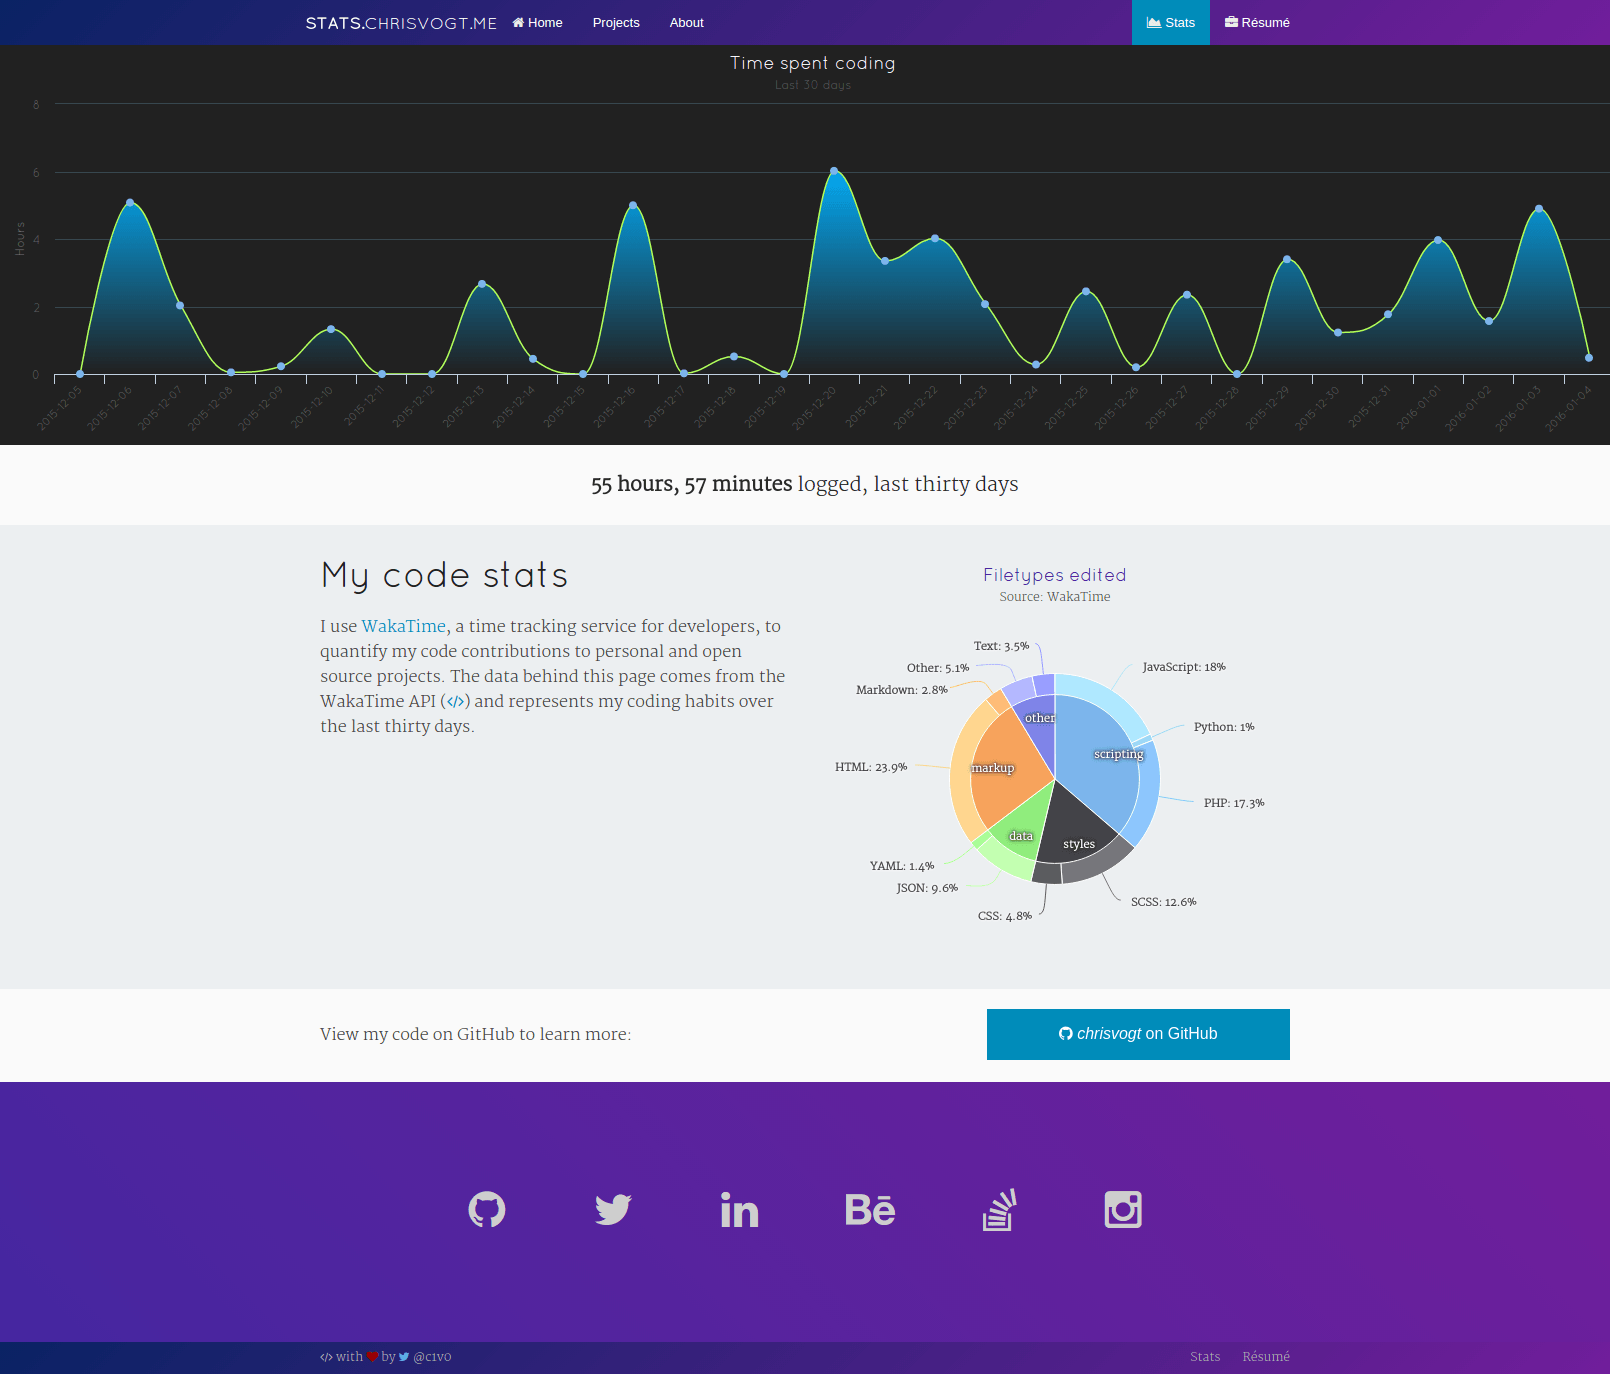 STATS.CHRISVOGT.ME Home Projects About Stats Résumé
Time spent coding
Last 30 days
8
6
4
2
0
Hours
2015-12-05 2015-12-06 2015-12-07 2015-12-08 2015-12-09 2015-12-10 2015-12-11 2015-12-12 2015-12-13 2015-12-14 2015-12-15 2015-12-16 2015-12-17 2015-12-18 2015-12-19 2015-12-20 2015-12-21 2015-12-22 2015-12-23 2015-12-24 2015-12-25 2015-12-26 2015-12-27 2015-12-28 2015-12-29 2015-12-30 2015-12-31 2016-01-01 2016-01-02 2016-01-03 2016-01-04
55 hours, 57 minutes logged, last thirty days
My code stats
I use WakaTime, a time tracking service for developers, to
quantify my code contributions to personal and open
source projects. The data behind this page comes from the
WakaTime API (</>) and represents my coding habits over
the last thirty days.
Filetypes edited
Source: WakaTime
Text: 3.5%
JavaScript: 18%
Other: 5.1%
Markdown: 2.8%
other
Python: 1%
scripting
HTML: 23.9%
markup
PHP: 17.3%
data
styles
YAML: 1.4%
JSON: 9.6%
SCSS: 12.6%
CSS: 4.8%
View my code on GitHub to learn more:
chrisvogt on GitHub
in
Bē
</> with by @c1v0
Stats Résumé